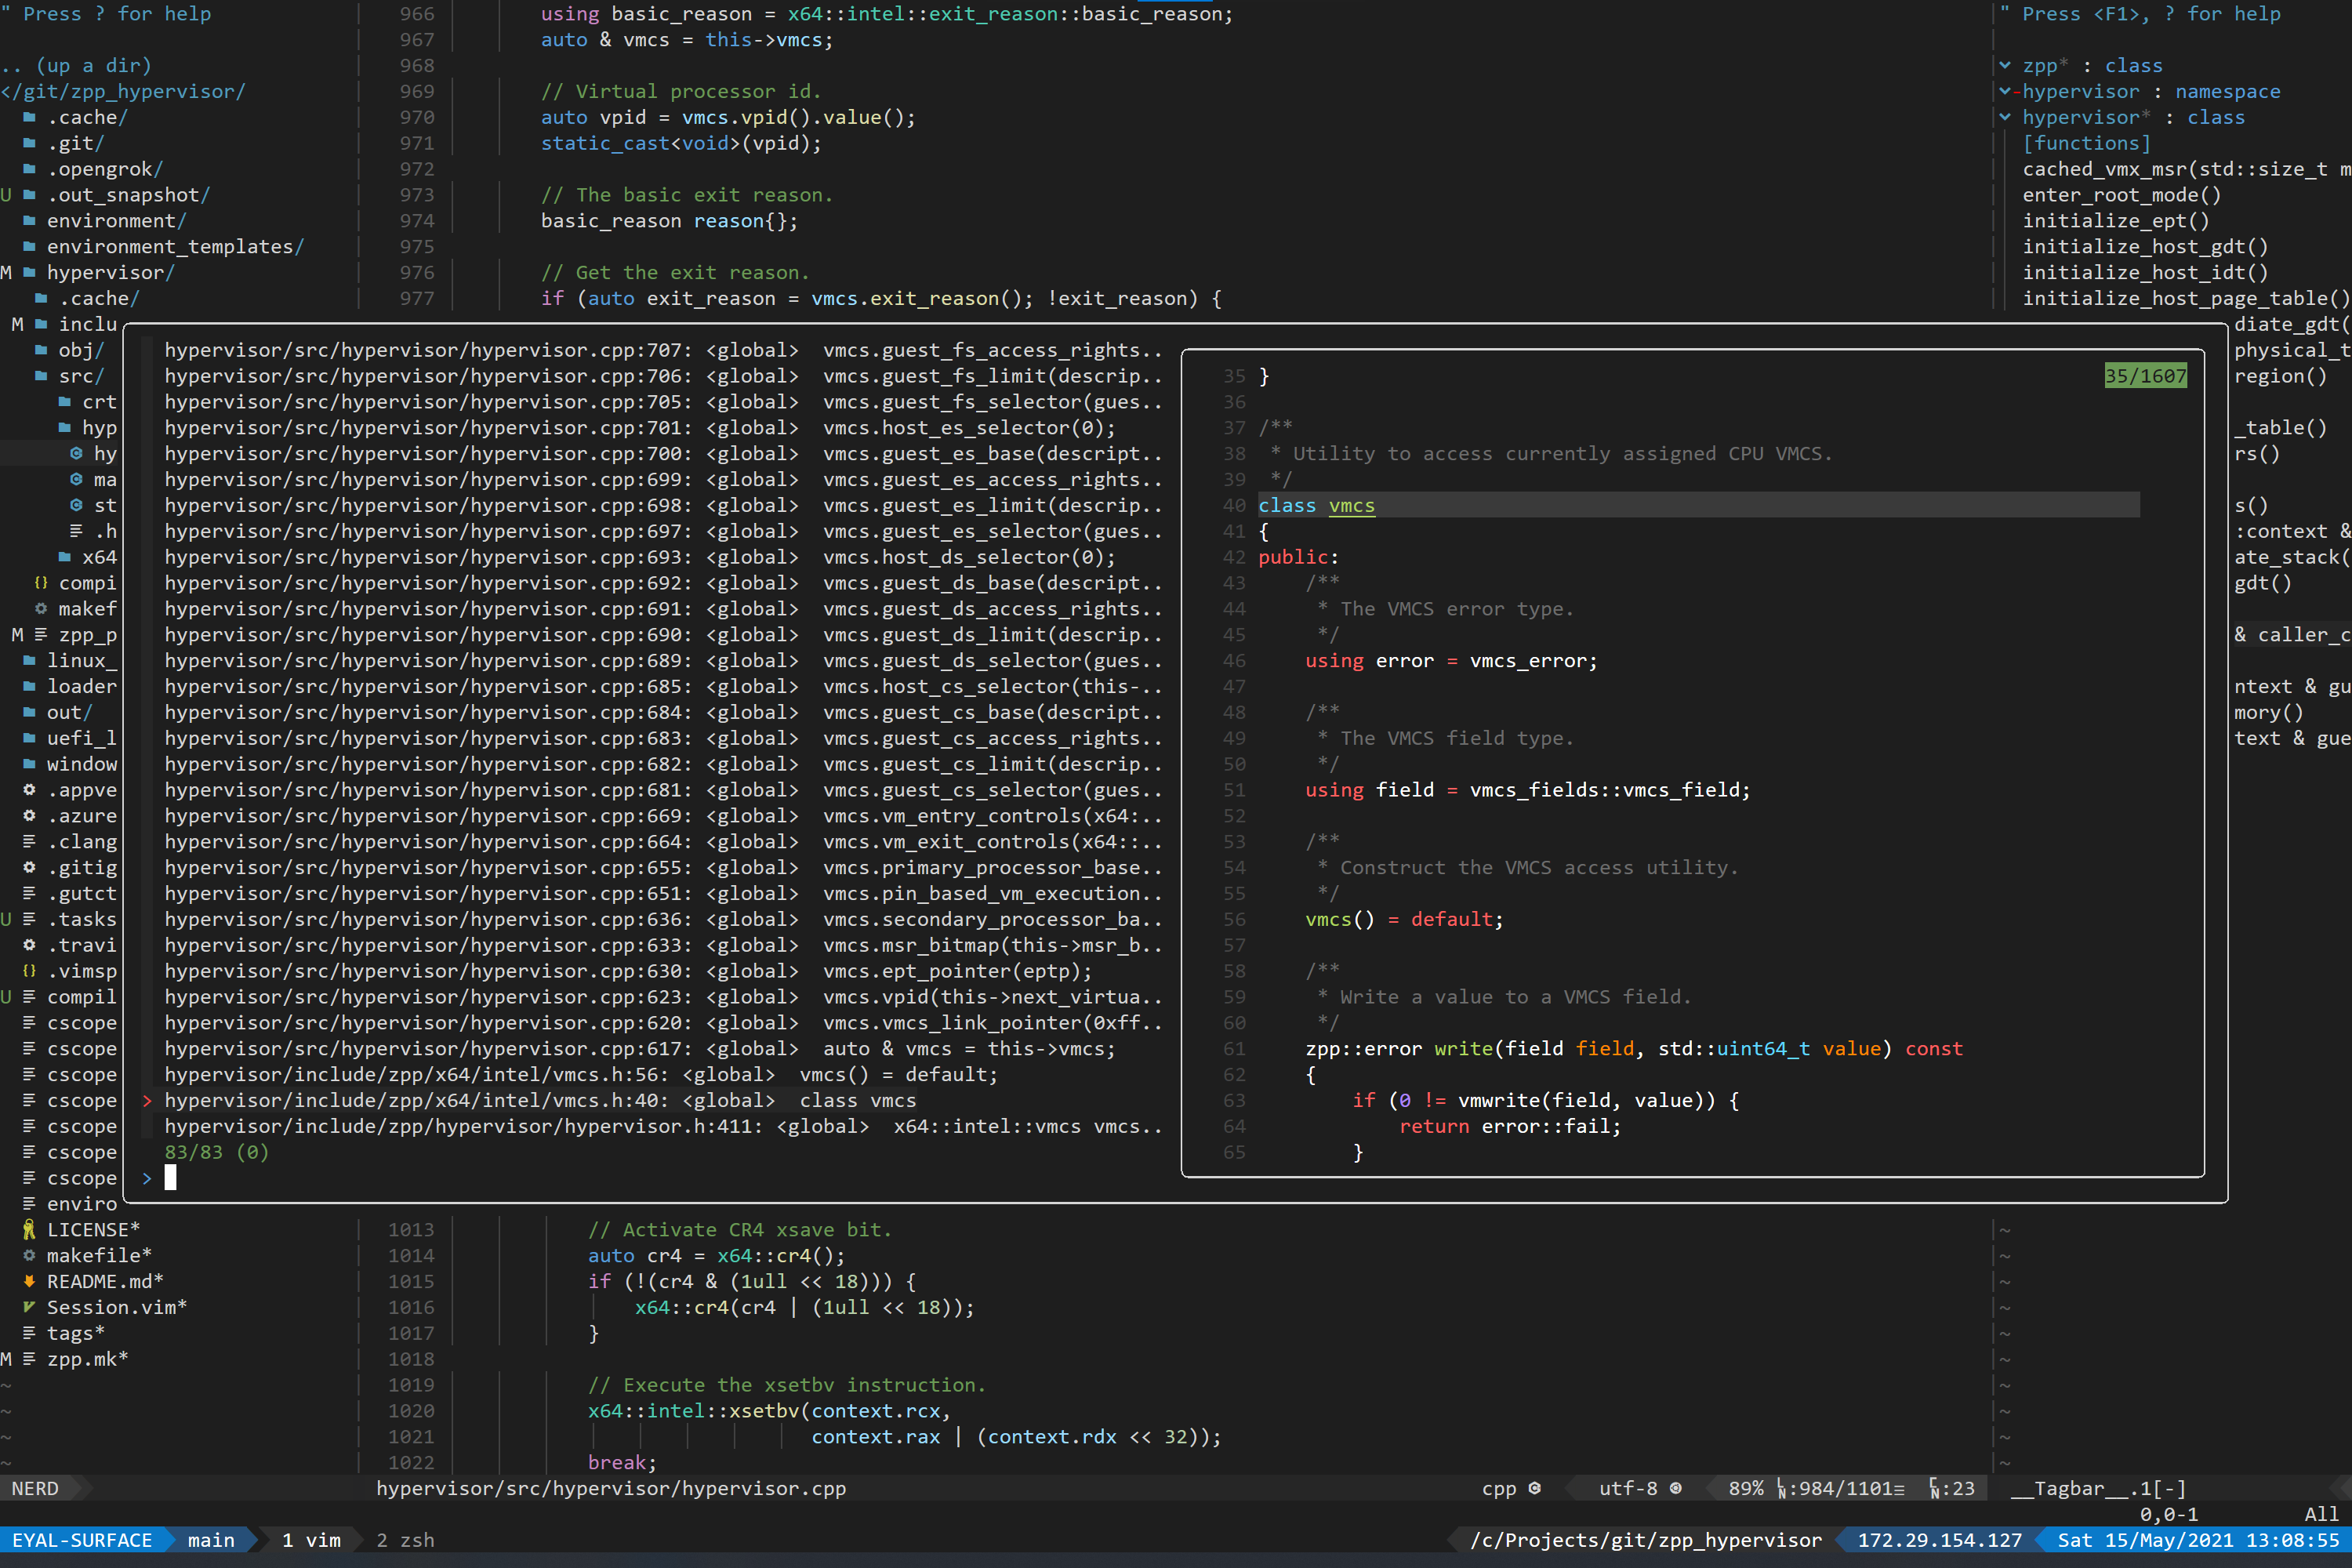 " Press ? for help
.. (up a dir)
</git/zpp_hypervisor/
.cache/
.git/
.opengrok/
U .out_snapshot/
environment/
environment_templates/
M hypervisor/
.cache/
M inclu
obj/
src/
crt
hyp
hy
ma
st
.h
x64
{} compi
makef
M zpp_p
linux_
loader
out/
uefi_l
window
.appve
.azure
.clang
.gitig
.gutct
U .tasks
.travi
{} .vimsp
U compil
cscope
cscope
cscope
cscope
cscope
cscope
cscope
enviro
LICENSE*
makefile*
README.md*
Session.vim*
tags*
M zpp.mk*
~
~
~
~
966 using basic_reason = x64::intel::exit_reason::basic_reason;
967 auto & vmcs = this->vmcs;
968
969 // Virtual processor id.
970 auto vpid = vmcs.vpid().value();
971 static_cast<void>(vpid);
972
973 // The basic exit reason.
974 basic_reason reason{};
975
976 // Get the exit reason.
977 if (auto exit_reason = vmcs.exit_reason(); !exit_reason) {
hypervisor/src/hypervisor/hypervisor.cpp:707: <global>  vmcs.guest_fs_access_rights..
hypervisor/src/hypervisor/hypervisor.cpp:706: <global>  vmcs.guest_fs_limit(descrip..
hypervisor/src/hypervisor/hypervisor.cpp:705: <global>  vmcs.guest_fs_selector(gues..
hypervisor/src/hypervisor/hypervisor.cpp:701: <global>  vmcs.host_es_selector(0);
hypervisor/src/hypervisor/hypervisor.cpp:700: <global>  vmcs.guest_es_base(descript..
hypervisor/src/hypervisor/hypervisor.cpp:699: <global>  vmcs.guest_es_access_rights..
hypervisor/src/hypervisor/hypervisor.cpp:698: <global>  vmcs.guest_es_limit(descrip..
hypervisor/src/hypervisor/hypervisor.cpp:697: <global>  vmcs.guest_es_selector(gues..
hypervisor/src/hypervisor/hypervisor.cpp:693: <global>  vmcs.host_ds_selector(0);
hypervisor/src/hypervisor/hypervisor.cpp:692: <global>  vmcs.guest_ds_base(descript..
hypervisor/src/hypervisor/hypervisor.cpp:691: <global>  vmcs.guest_ds_access_rights..
hypervisor/src/hypervisor/hypervisor.cpp:690: <global>  vmcs.guest_ds_limit(descrip..
hypervisor/src/hypervisor/hypervisor.cpp:689: <global>  vmcs.guest_ds_selector(gues..
hypervisor/src/hypervisor/hypervisor.cpp:685: <global>  vmcs.host_cs_selector(this-..
hypervisor/src/hypervisor/hypervisor.cpp:684: <global>  vmcs.guest_cs_base(descript..
hypervisor/src/hypervisor/hypervisor.cpp:683: <global>  vmcs.guest_cs_access_rights..
hypervisor/src/hypervisor/hypervisor.cpp:682: <global>  vmcs.guest_cs_limit(descrip..
hypervisor/src/hypervisor/hypervisor.cpp:681: <global>  vmcs.guest_cs_selector(gues..
hypervisor/src/hypervisor/hypervisor.cpp:669: <global>  vmcs.vm_entry_controls(x64:..
hypervisor/src/hypervisor/hypervisor.cpp:664: <global>  vmcs.vm_exit_controls(x64::..
hypervisor/src/hypervisor/hypervisor.cpp:655: <global>  vmcs.primary_processor_base..
hypervisor/src/hypervisor/hypervisor.cpp:651: <global>  vmcs.pin_based_vm_execution..
hypervisor/src/hypervisor/hypervisor.cpp:636: <global>  vmcs.secondary_processor_ba..
hypervisor/src/hypervisor/hypervisor.cpp:633: <global>  vmcs.msr_bitmap(this->msr_b..
hypervisor/src/hypervisor/hypervisor.cpp:630: <global>  vmcs.ept_pointer(eptp);
hypervisor/src/hypervisor/hypervisor.cpp:623: <global>  vmcs.vpid(this->next_virtua..
hypervisor/src/hypervisor/hypervisor.cpp:620: <global>  vmcs.vmcs_link_pointer(0xff..
hypervisor/src/hypervisor/hypervisor.cpp:617: <global>  auto & vmcs = this->vmcs;
hypervisor/include/zpp/x64/intel/vmcs.h:56: <global>  vmcs() = default;
> hypervisor/include/zpp/x64/intel/vmcs.h:40: <global>  class vmcs
hypervisor/include/zpp/hypervisor/hypervisor.h:411: <global>  x64::intel::vmcs vmcs..
83/83 (0)
>
35 }
35/1607
36
37 /**
38 * Utility to access currently assigned CPU VMCS.
39 */
40 class vmcs
41 {
42 public:
43 /**
44 * The VMCS error type.
45 */
46 using error = vmcs_error;
47
48 /**
49 * The VMCS field type.
50 */
51 using field = vmcs_fields::vmcs_field;
52
53 /**
54 * Construct the VMCS access utility.
55 */
56 vmcs() = default;
57
58 /**
59 * Write a value to a VMCS field.
60 */
61 zpp::error write(field field, std::uint64_t value) const
62 {
63 if (0 != vmwrite(field, value)) {
64 return error::fail;
65 }
1013 // Activate CR4 xsave bit.
1014 auto cr4 = x64::cr4();
1015 if (!(cr4 & (1ull << 18))) {
1016 x64::cr4(cr4 | (1ull << 18));
1017 }
1018
1019 // Execute the xsetbv instruction.
1020 x64::intel::xsetbv(context.rcx,
1021 context.rax | (context.rdx << 32));
1022 break;
" Press <F1>, ? for help
zpp* : class
-hypervisor : namespace
hypervisor* : class
[functions]
cached_vmx_msr(std::size_t m
enter_root_mode()
initialize_ept()
initialize_host_gdt()
initialize_host_idt()
initialize_host_page_table()
diate_gdt(
physical_t
region()
_table()
rs()
s()
:context &
ate_stack(
gdt()
& caller_c
ntext & gu
mory()
text & gue
~
~
~
~
~
~
~
~
~
~
NERD hypervisor/src/hypervisor/hypervisor.cpp cpp utf-8 89% LN:984/1101≡ CN:23 __Tagbar__.1[-]
0,0-1 All
EYAL-SURFACE main 1 vim 2 zsh /c/Projects/git/zpp_hypervisor 172.29.154.127 Sat 15/May/2021 13:08:55